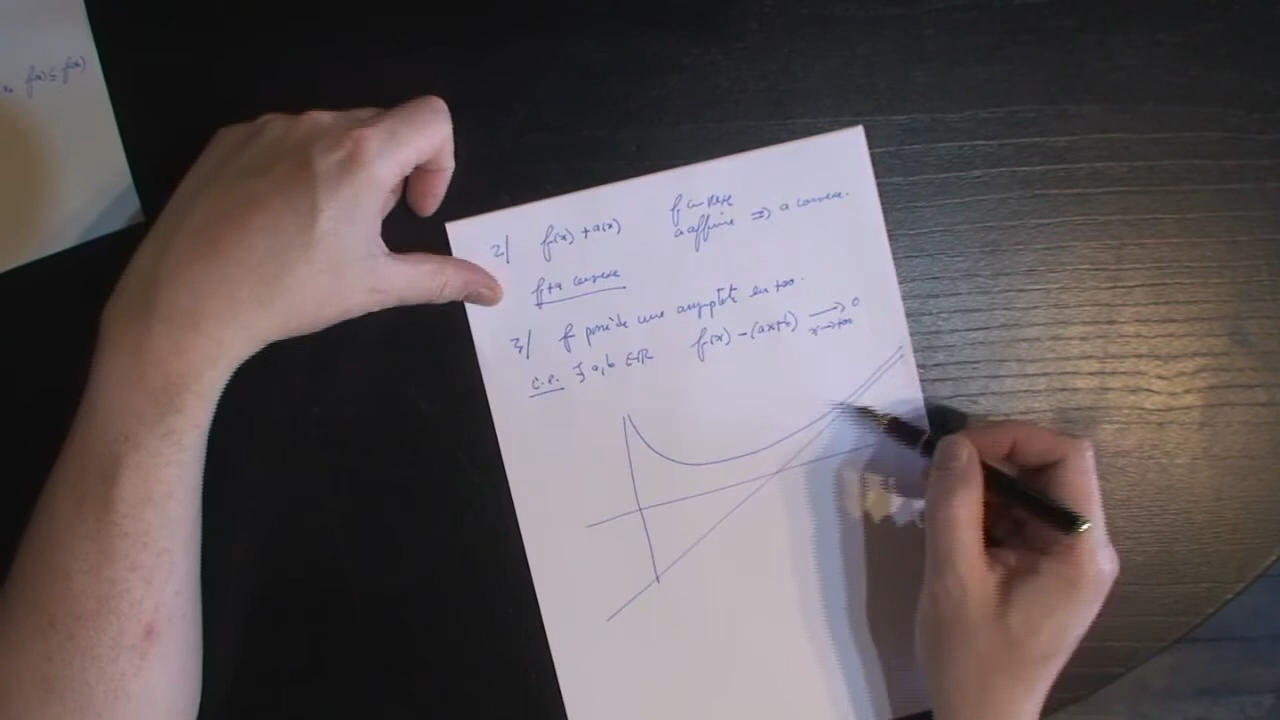 f(x) ≤ f(x)
2/ f(x) + a(x) f convexe
a affine => a convexe.
f+a convexe
3/ f possède une asymptote en +∞.
i.e. ∃ a,b ∈ ℝ f(x) - (ax+b) → 0
x→+∞